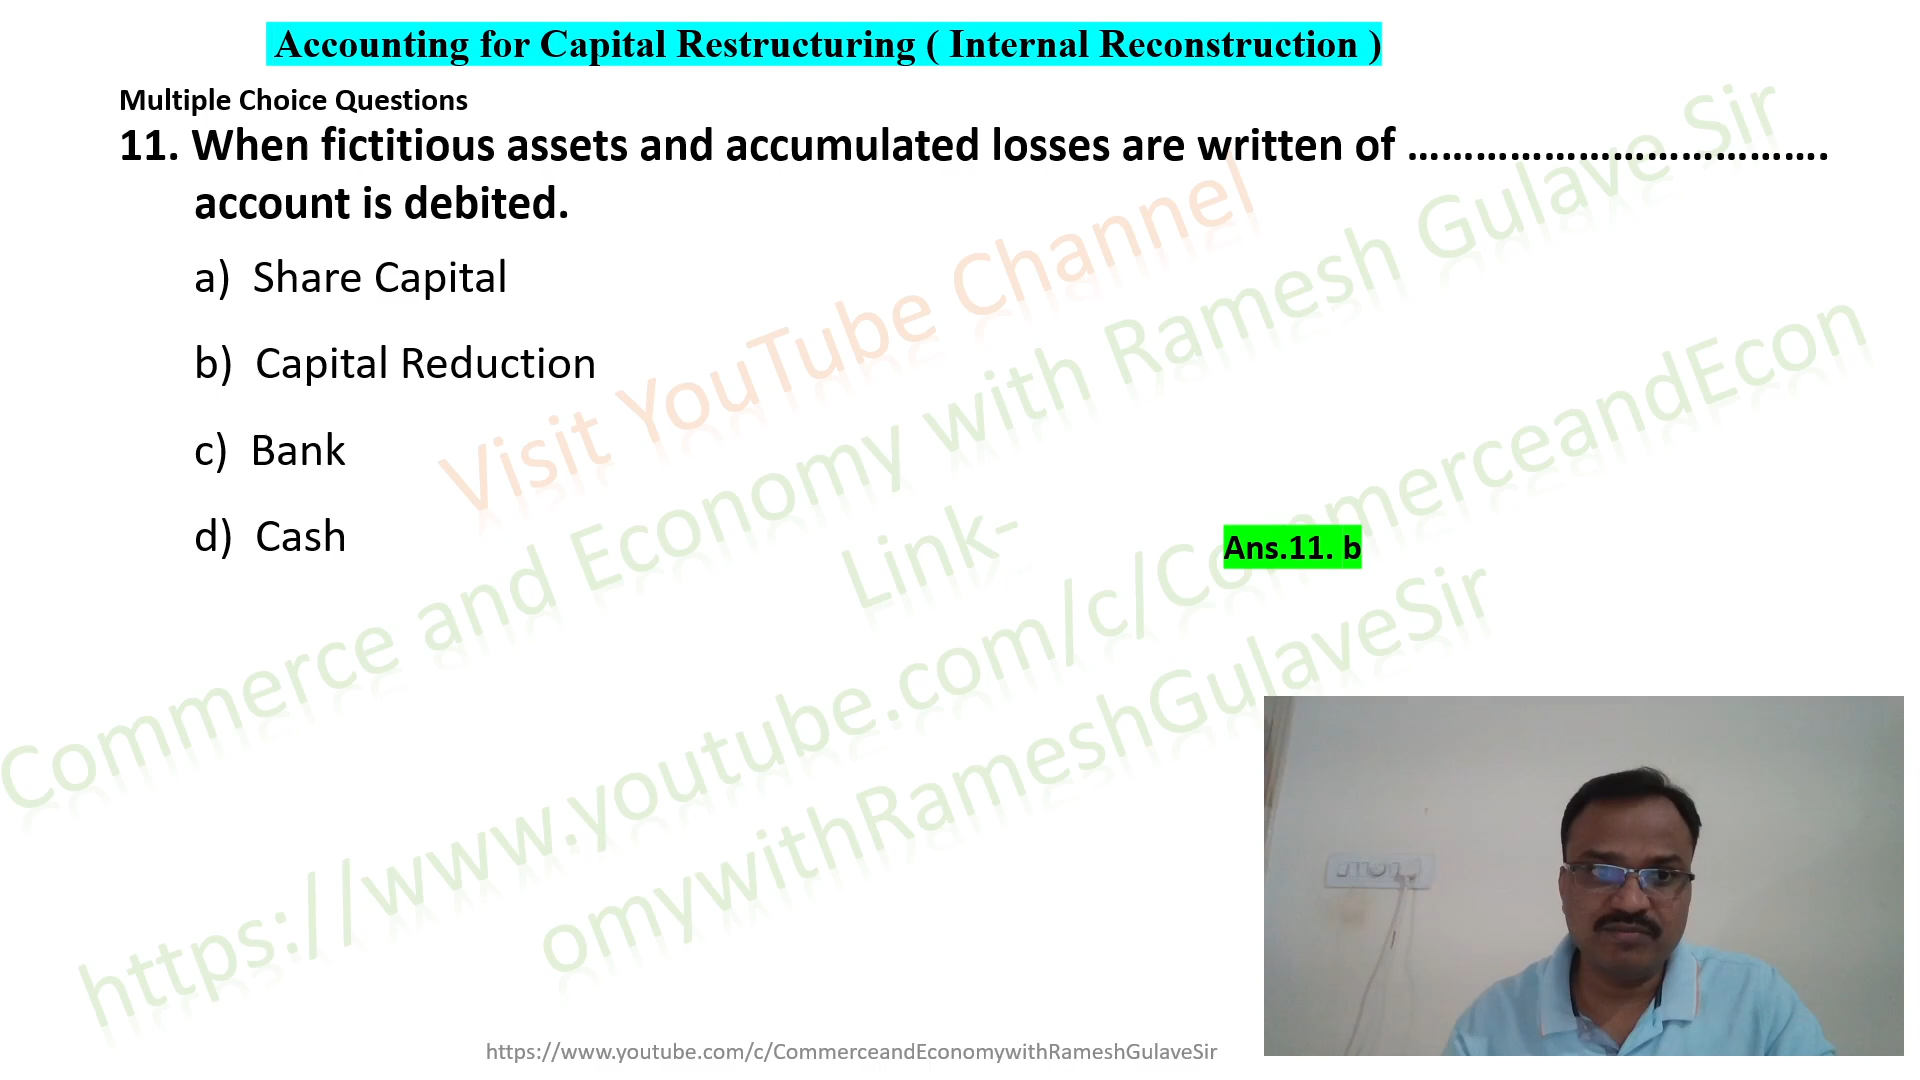 Accounting for Capital Restructuring ( Internal Reconstruction )
Multiple Choice Questions
11. When fictitious assets and accumulated losses are written of ………………………………. 
account is debited.
a) Share Capital
b) Capital Reduction
c) Bank
d) Cash
Ans.11. b
Visit YouTube Channel
Commerce and Economy with Ramesh Gulave Sir
Link-
https://www.youtube.com/c/CommerceandEcon
omywithRameshGulaveSir
https://www.youtube.com/c/CommerceandEconomywithRameshGulaveSir